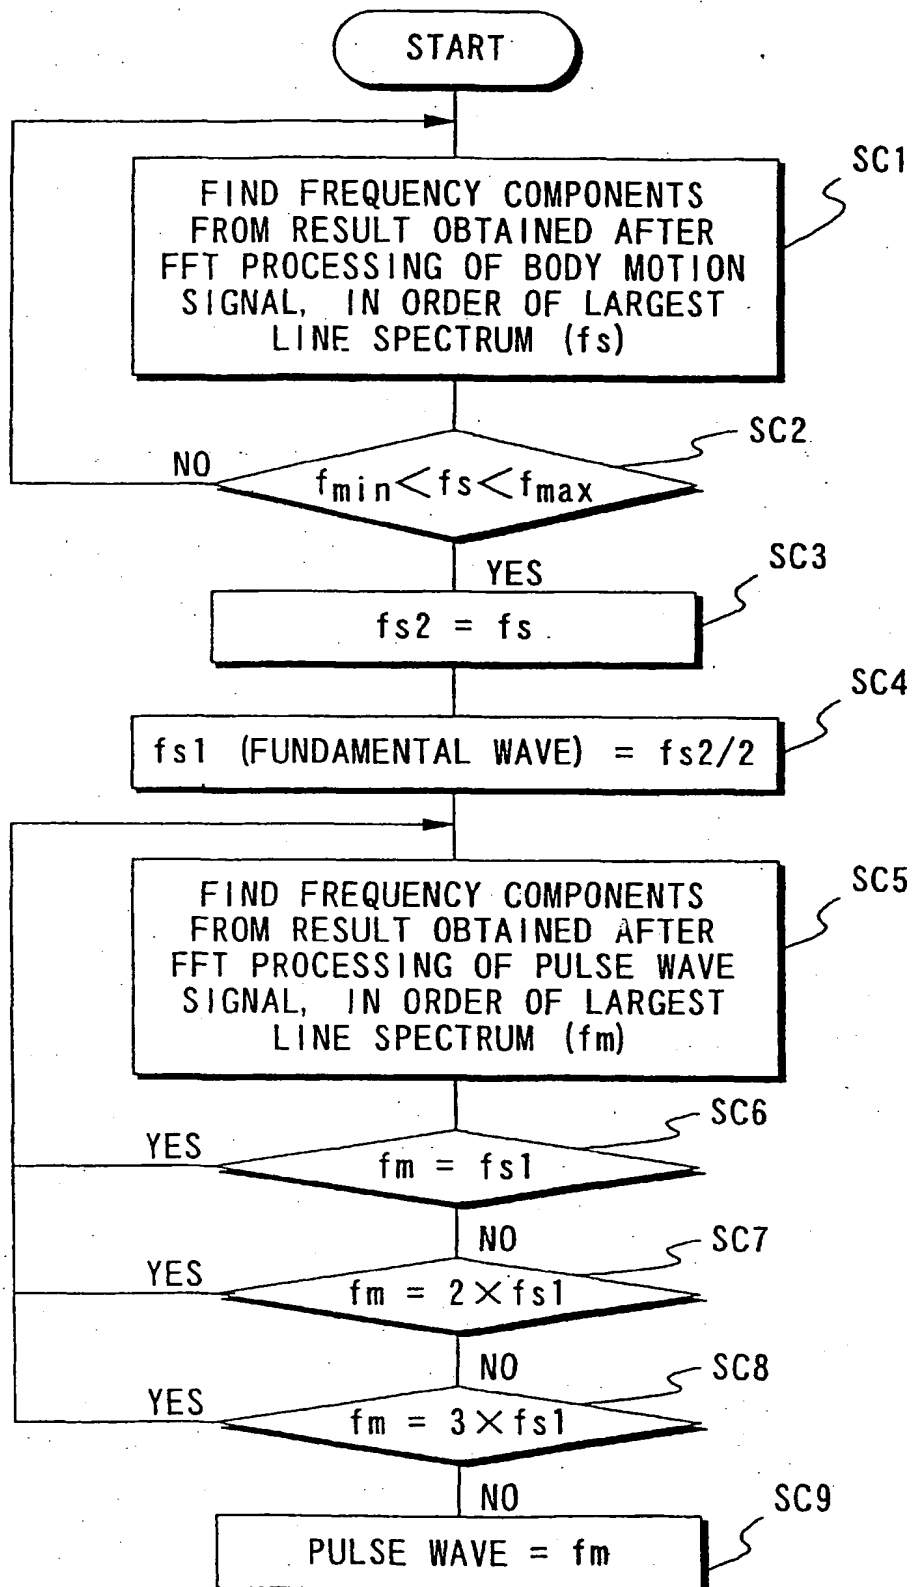 START
SC1
FIND FREQUENCY COMPONENTS
FROM RESULT OBTAINED AFTER
FFT PROCESSING OF BODY MOTION
SIGNAL, IN ORDER OF LARGEST
LINE SPECTRUM (fs)
SC2
NO
fmin<fs<fmax
YES
SC3
fs2 = fs
SC4
fs1 (FUNDAMENTAL WAVE) = fs2/2
SC5
FIND FREQUENCY COMPONENTS
FROM RESULT OBTAINED AFTER
FFT PROCESSING OF PULSE WAVE
SIGNAL, IN ORDER OF LARGEST
LINE SPECTRUM (fm)
SC6
YES
fm = fs1
NO
SC7
YES
fm = 2×fs1
NO
SC8
YES
fm = 3×fs1
NO
SC9
PULSE WAVE = fm